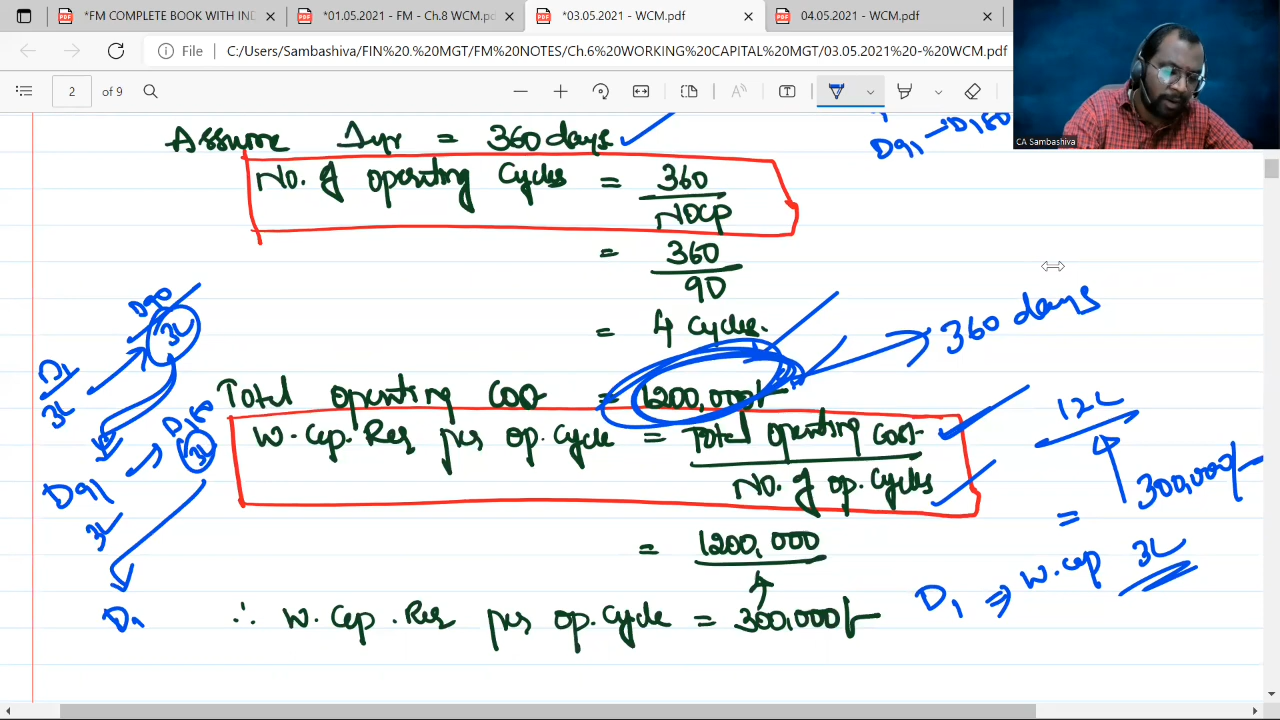 *FM COMPLETE BOOK WITH IND
*01.05.2021 - FM - Ch.8 WCM.pd
*03.05.2021 - WCM.pdf
04.05.2021 - WCM.pdf
File C:/Users/Sambashiva/FIN%20.%20MGT/FM%20NOTES/Ch.6%20WORKING%20CAPITAL%20MGT/03.05.2021%20-%20WCM.pdf
2 of 9
CA Sambashiva
Assume 1yr = 360 days
D91 → D180
No. of operating Cycles = 360
NOCP
= 360
90
= 4 Cycles.
D90
3L
D1
3L
360 days
Total operating Cost = 1200,000/-
W.Cap.Req per op.Cycle = Total operating Cost
No. of op. Cycles
12L
4
= 300,000/-
D180
3L
D91
3L
= 1200,000
4
D1 ⇒ W.cap 3L
∴ W.Cap.Req per op.Cycle = 300,000/-